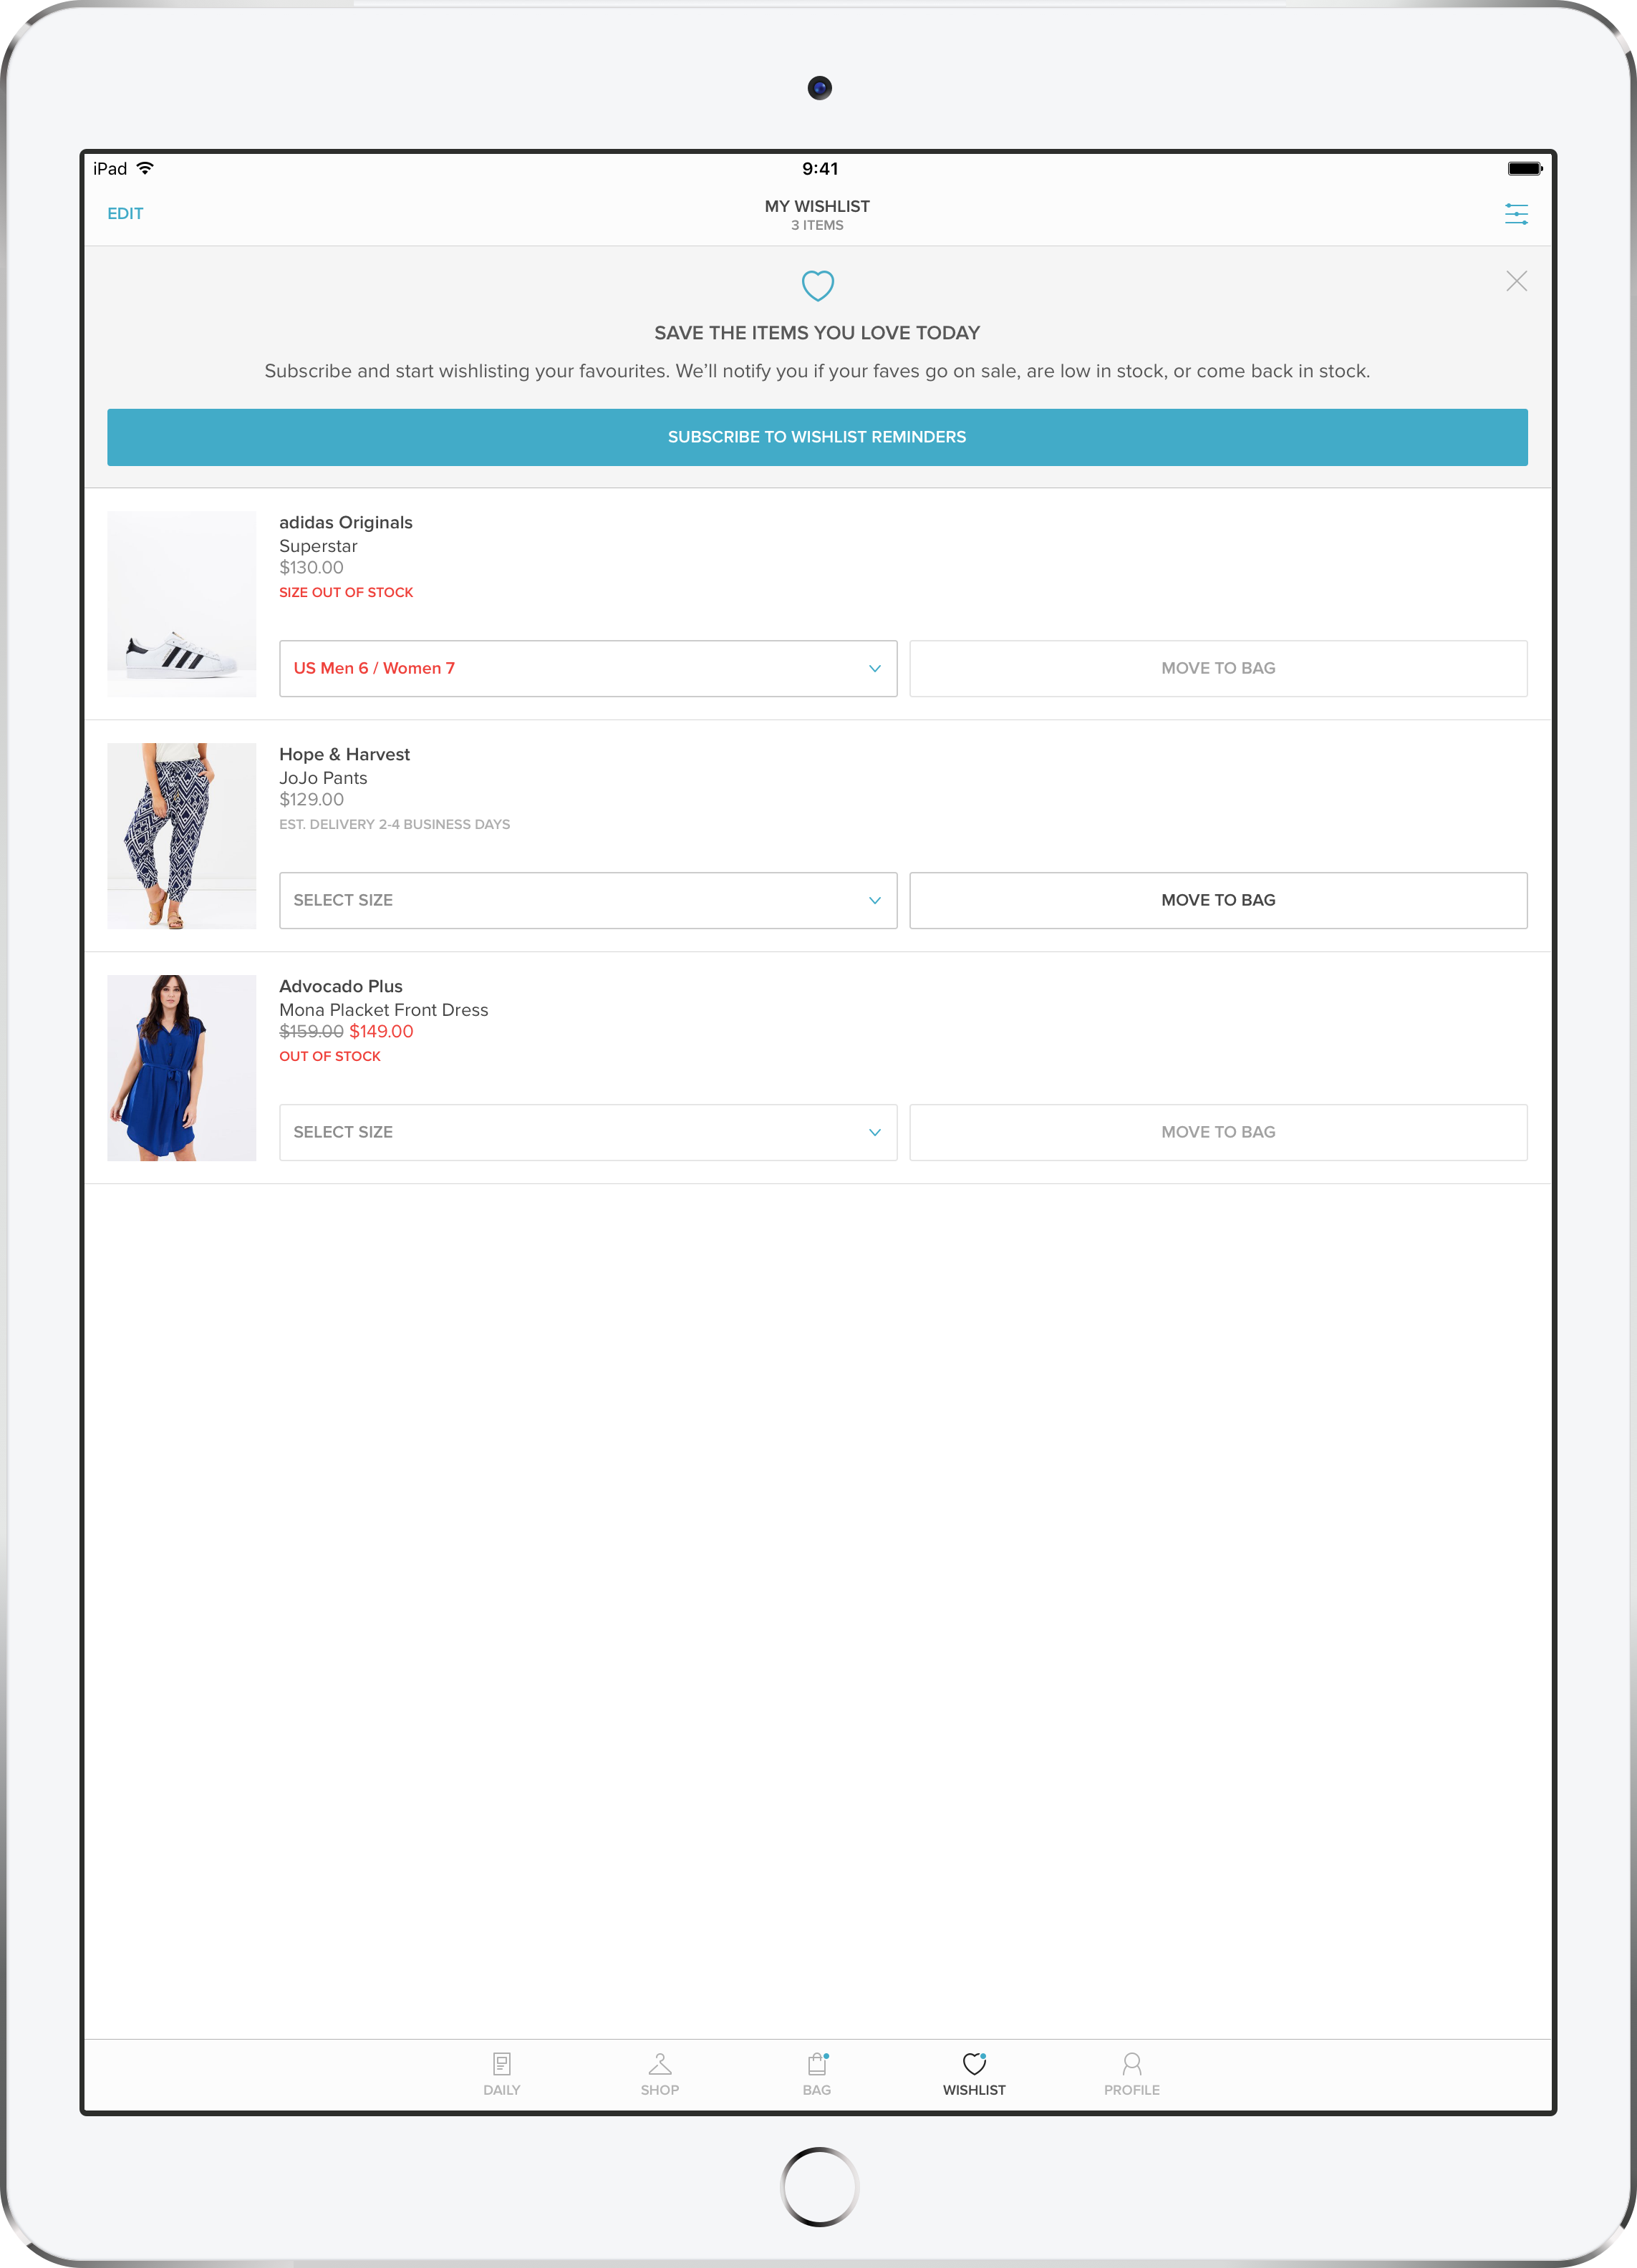 iPad
9:41
EDIT
MY WISHLIST
3 ITEMS
SAVE THE ITEMS YOU LOVE TODAY
Subscribe and start wishlisting your favourites. We’ll notify you if your faves go on sale, are low in stock, or come back in stock.
SUBSCRIBE TO WISHLIST REMINDERS
adidas Originals
Superstar
$130.00
SIZE OUT OF STOCK
US Men 6 / Women 7
MOVE TO BAG
Hope & Harvest
JoJo Pants
$129.00
EST. DELIVERY 2-4 BUSINESS DAYS
SELECT SIZE
MOVE TO BAG
Advocado Plus
Mona Placket Front Dress
$159.00 $149.00
OUT OF STOCK
SELECT SIZE
MOVE TO BAG
DAILY
SHOP
BAG
WISHLIST
PROFILE